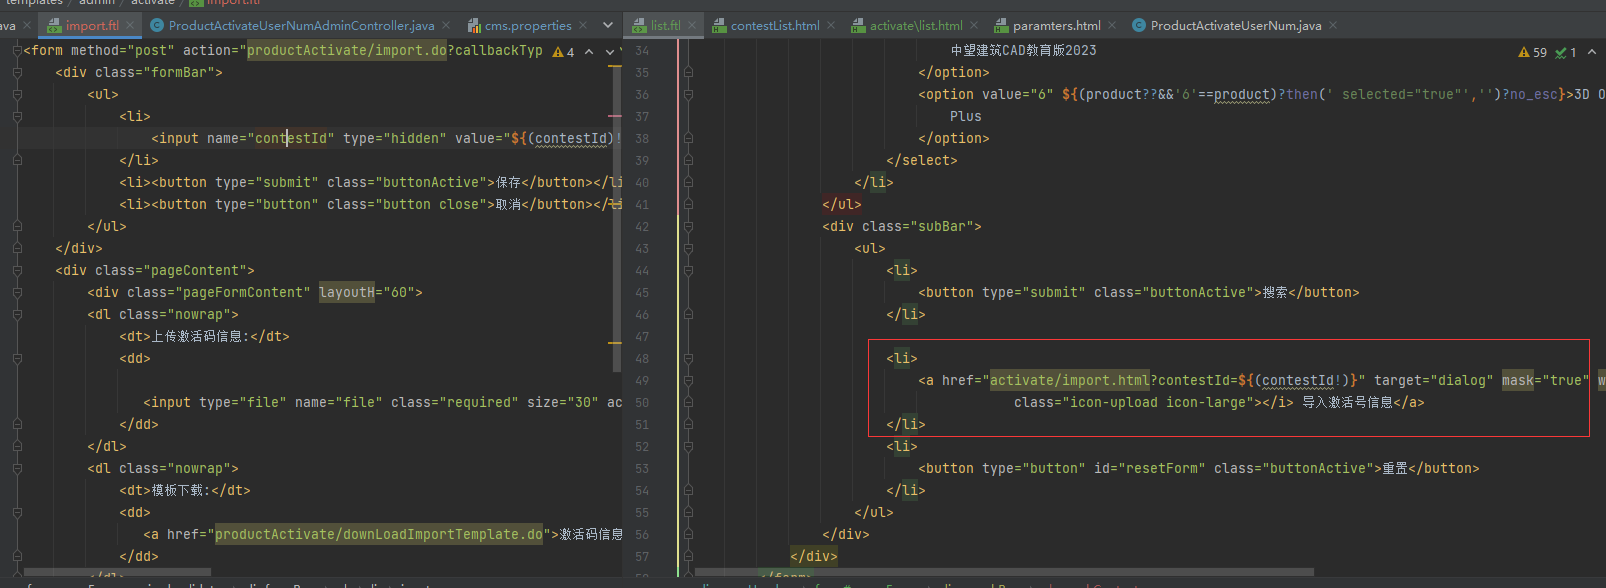 templates / admin / activate / import.ftl
ava × import.ftl × ProductActivateUserNumAdminController.java × cms.properties × list.ftl × contestList.html × activate\list.html × paramters.html × ProductActivateUserNum.java ×
<form method="post" action="productActivate/import.do?callbackTyp
4
<div class="formBar">
<ul>
<li>
<input name="contestId" type="hidden" value="${(contestId)!
</li>
<li><button type="submit" class="buttonActive">保存</button></li
<li><button type="button" class="button close">取消</button></li
</ul>
</div>
<div class="pageContent">
<div class="pageFormContent" layoutH="60">
<dl class="nowrap">
<dt>上传激活码信息:</dt>
<dd>
<input type="file" name="file" class="required" size="30" ac
</dd>
</dl>
<dl class="nowrap">
<dt>模板下载:</dt>
<dd>
<a href="productActivate/downLoadImportTemplate.do">激活码信息
</dd>
34 中望建筑CAD教育版2023
59 1
35 </option>
36 <option value="6" ${(product??&&'6'==product)?then(' selected="true"','')?no_esc}>3D O
37 Plus
38 </option>
39 </select>
40 </li>
41 </ul>
42 <div class="subBar">
43 <ul>
44 <li>
45 <button type="submit" class="buttonActive">搜索</button>
46 </li>
47
48 <li>
49 <a href="activate/import.html?contestId=${(contestId!)}" target="dialog" mask="true" w
50 class="icon-upload icon-large"></i> 导入激活号信息</a>
51 </li>
52 <li>
53 <button type="button" id="resetForm" class="buttonActive">重置</button>
54 </li>
55 </ul>
56 </div>
57 </div>